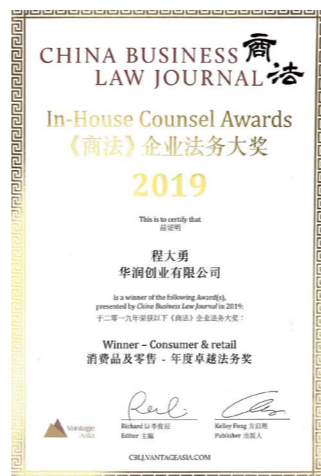 CHINA BUSINESS 商
LAW JOURNAL 法
In-House Counsel Awards
《商法》企业法务大奖
2019
This is to certify that
兹证明
程大勇
华润创业有限公司
is a winner of the following Award(s),
presented by China Business Law Journal in 2019:
于二零一九年荣获以下《商法》企业法务大奖：
Winner – Consumer & retail
消费品及零售 - 年度卓越法务奖
Vantage
Asia
Richard Li
Editor 主编
Kelley Fong 方启翘
Publisher 出版人
CBLJ.VANTAGEASIA.COM